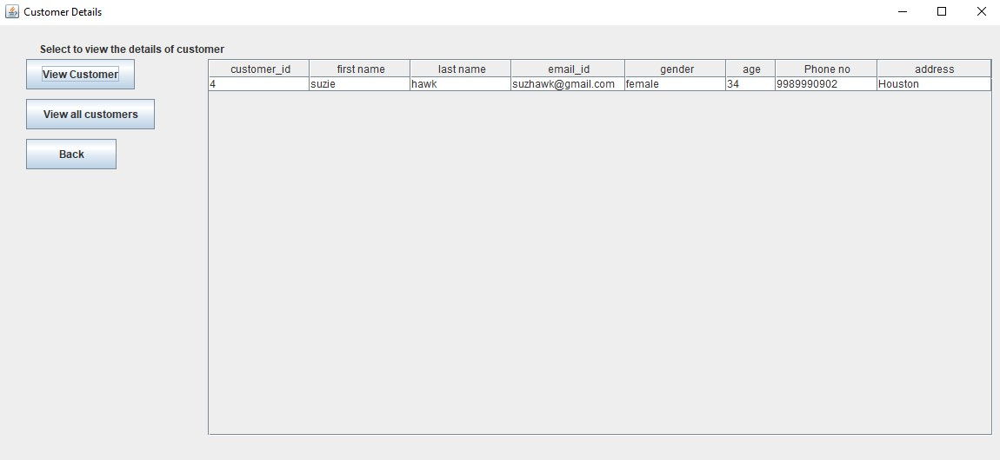 Customer Details
Select to view the details of customer
View Customer
View all customers
Back
customer_id first name last name email_id gender age Phone no address
4 suzie hawk suzhawk@gmail.com female 34 9989990902 Houston